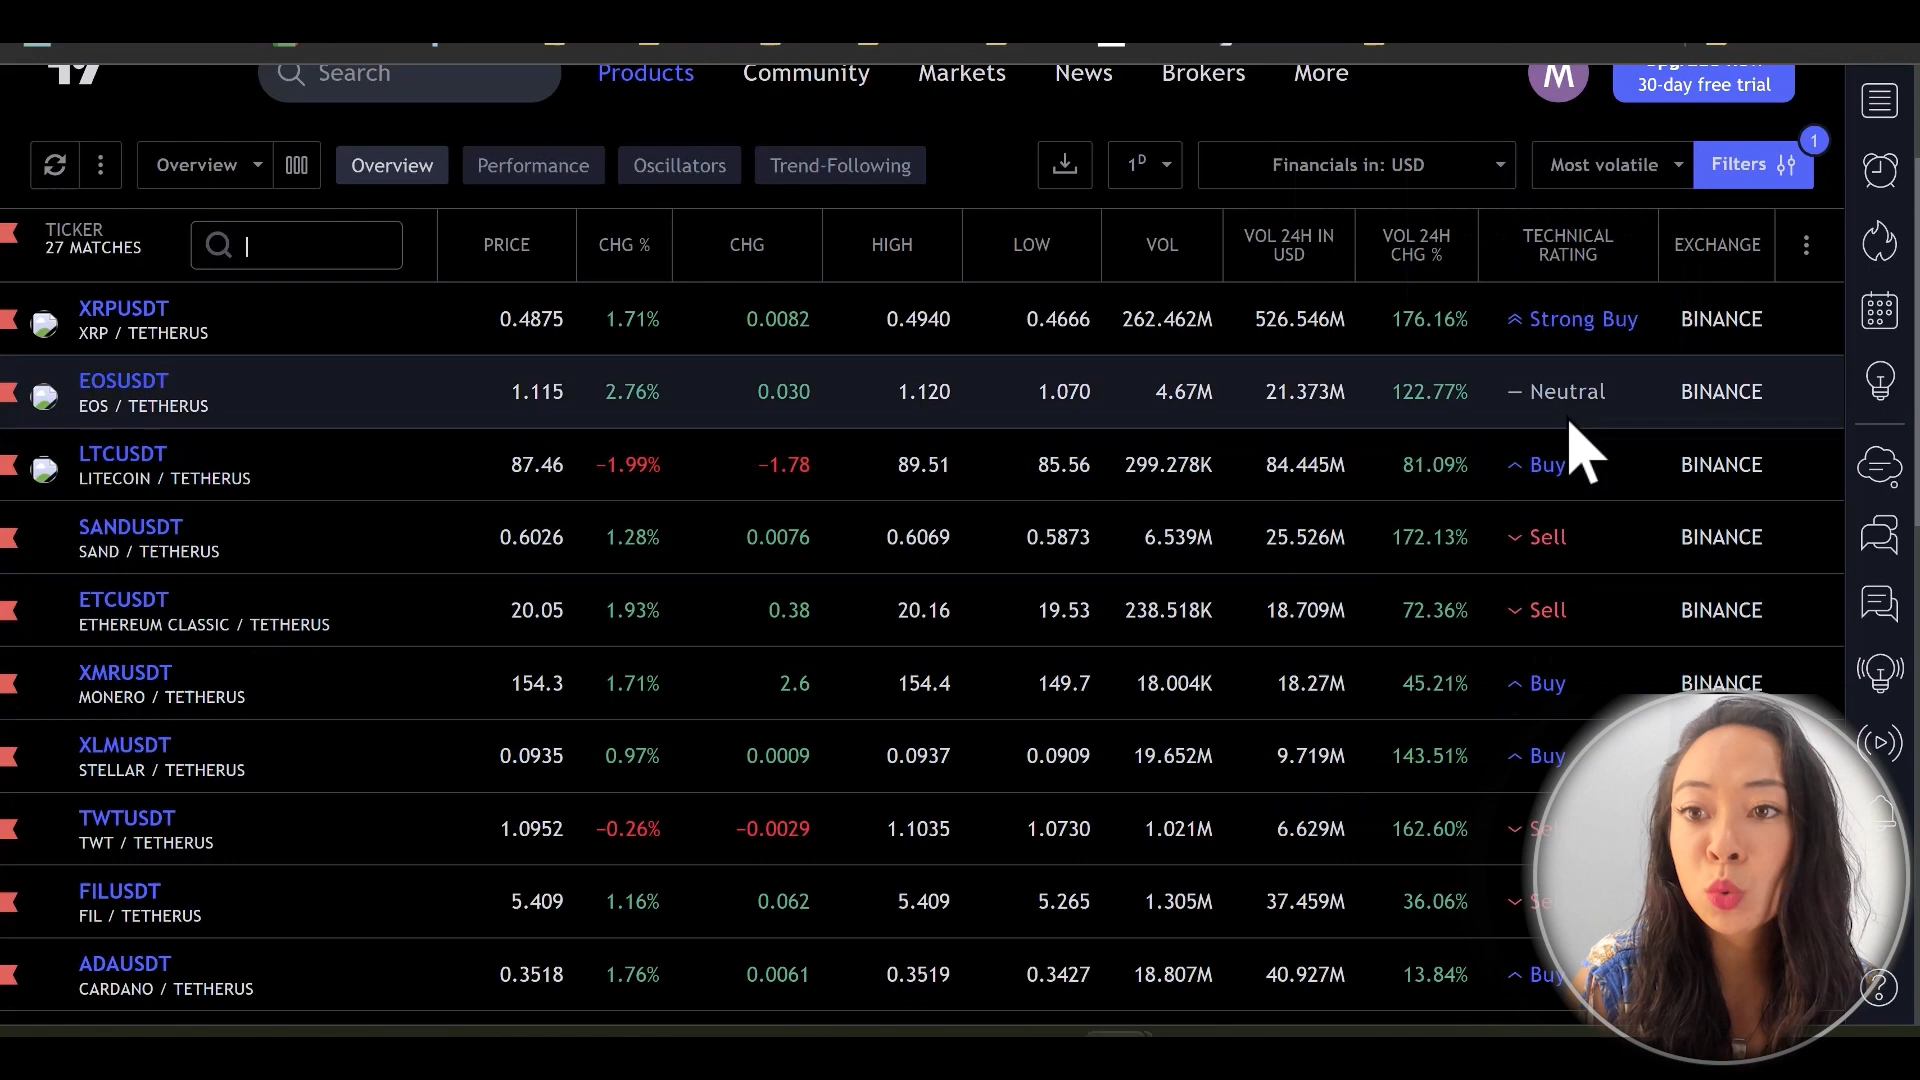 Search
Products
Community
Markets
News
Brokers
More
M
30-day free trial
Overview
Overview
Performance
Oscillators
Trend-Following
1D
Financials in: USD
Most volatile
Filters
1
TICKER
27 MATCHES
PRICE
CHG %
CHG
HIGH
LOW
VOL
VOL 24H IN
USD
VOL 24H
CHG %
TECHNICAL
RATING
EXCHANGE
XRPUSDT
XRP / TETHERUS
0.4875 1.71% 0.0082 0.4940 0.4666 262.462M 526.546M 176.16% Strong Buy BINANCE
EOSUSDT
EOS / TETHERUS
1.115 2.76% 0.030 1.120 1.070 4.67M 21.373M 122.77% — Neutral BINANCE
LTCUSDT
LITECOIN / TETHERUS
87.46 −1.99% −1.78 89.51 85.56 299.278K 84.445M 81.09% Buy BINANCE
SANDUSDT
SAND / TETHERUS
0.6026 1.28% 0.0076 0.6069 0.5873 6.539M 25.526M 172.13% Sell BINANCE
ETCUSDT
ETHEREUM CLASSIC / TETHERUS
20.05 1.93% 0.38 20.16 19.53 238.518K 18.709M 72.36% Sell BINANCE
XMRUSDT
MONERO / TETHERUS
154.3 1.71% 2.6 154.4 149.7 18.004K 18.27M 45.21% Buy BINANCE
XLMUSDT
STELLAR / TETHERUS
0.0935 0.97% 0.0009 0.0937 0.0909 19.652M 9.719M 143.51% Buy
TWTUSDT
TWT / TETHERUS
1.0952 −0.26% −0.0029 1.1035 1.0730 1.021M 6.629M 162.60%
FILUSDT
FIL / TETHERUS
5.409 1.16% 0.062 5.409 5.265 1.305M 37.459M 36.06%
ADAUSDT
CARDANO / TETHERUS
0.3518 1.76% 0.0061 0.3519 0.3427 18.807M 40.927M 13.84% Buy